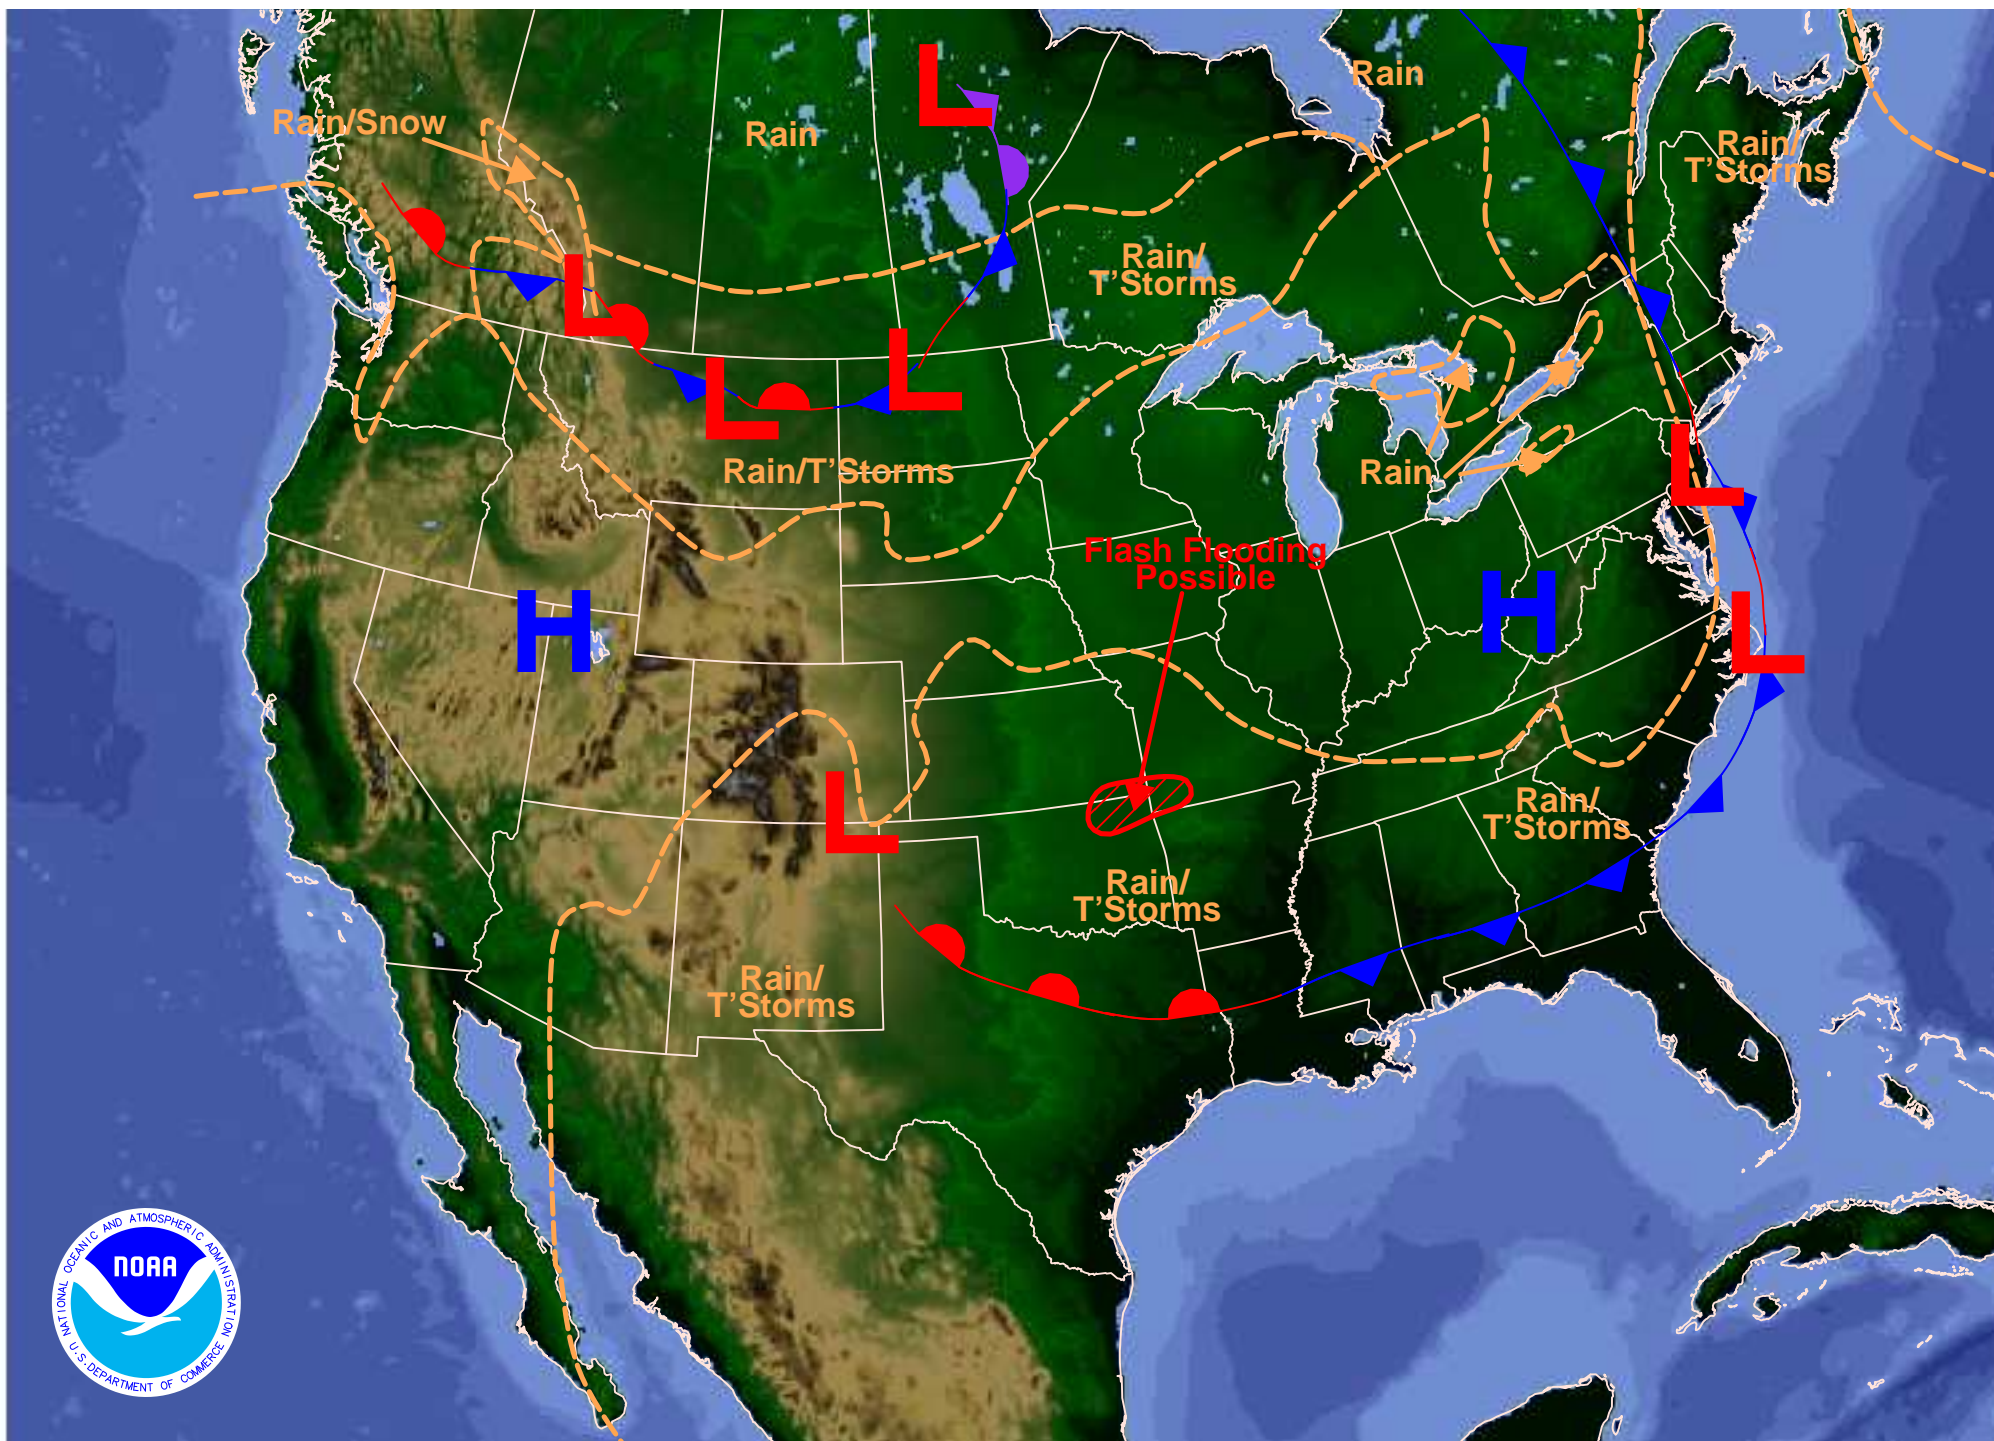 Rain
Rain/Snow
Rain
L
Rain/
T'Storms
Rain/
T'Storms
L
L
L
Rain/T'Storms
Rain
L
Flash Flooding
Possible
H
H
L
L
Rain/
T'Storms
Rain/
T'Storms
Rain/
T'Storms
NATIONAL OCEANIC AND ATMOSPHERIC ADMINISTRATION
NOAA
U.S. DEPARTMENT OF COMMERCE